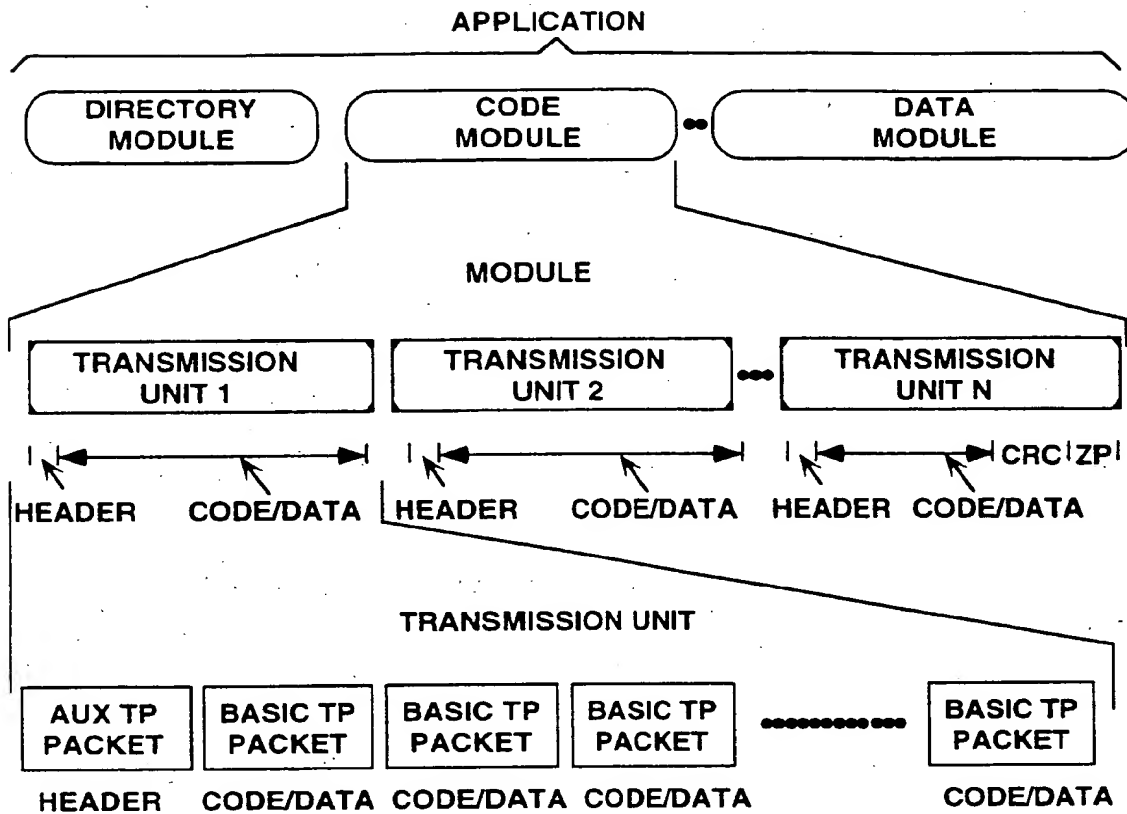 APPLICATION
DIRECTORY MODULE
CODE MODULE
DATA MODULE
MODULE
TRANSMISSION UNIT 1
TRANSMISSION UNIT 2
TRANSMISSION UNIT N
CRC ZP
HEADER CODE/DATA HEADER CODE/DATA HEADER CODE/DATA
TRANSMISSION UNIT
AUX TP PACKET
BASIC TP PACKET
BASIC TP PACKET
BASIC TP PACKET
BASIC TP PACKET
HEADER CODE/DATA CODE/DATA CODE/DATA CODE/DATA